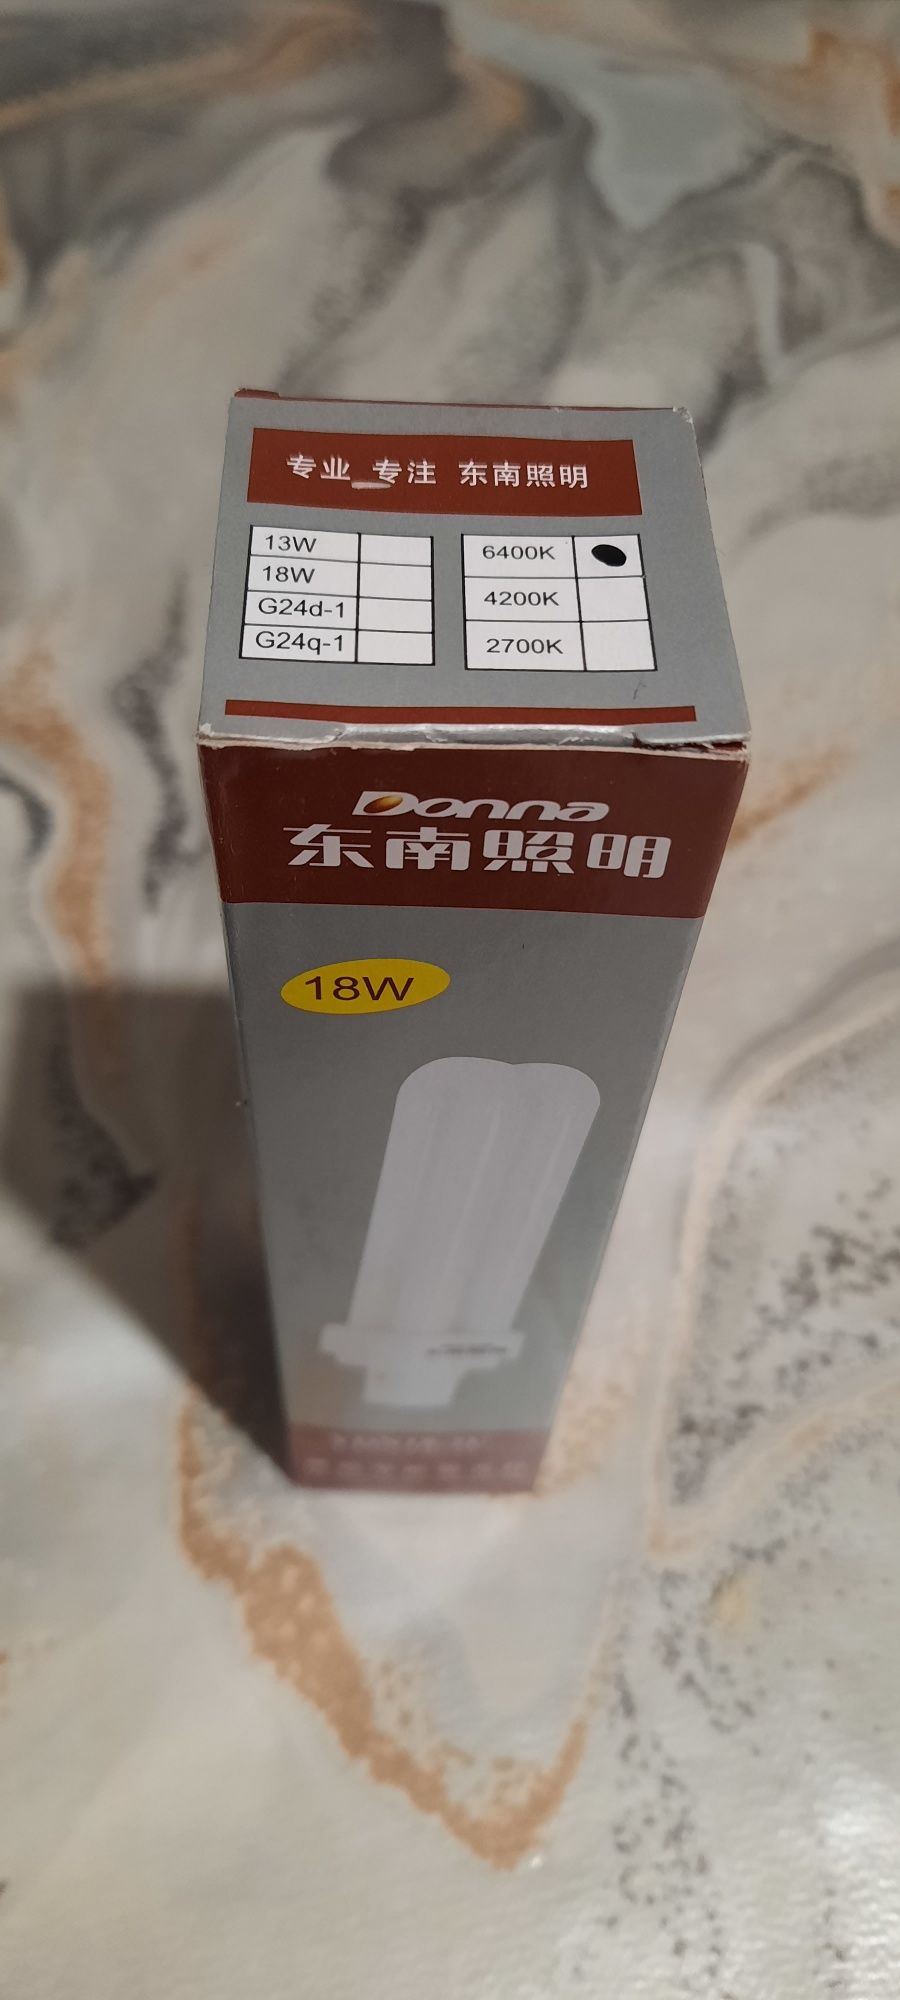 专业 专注 东南照明
13W
18W
G24d-1
G24q-1
6400K
4200K
2700K
Donna
东南照明
18W